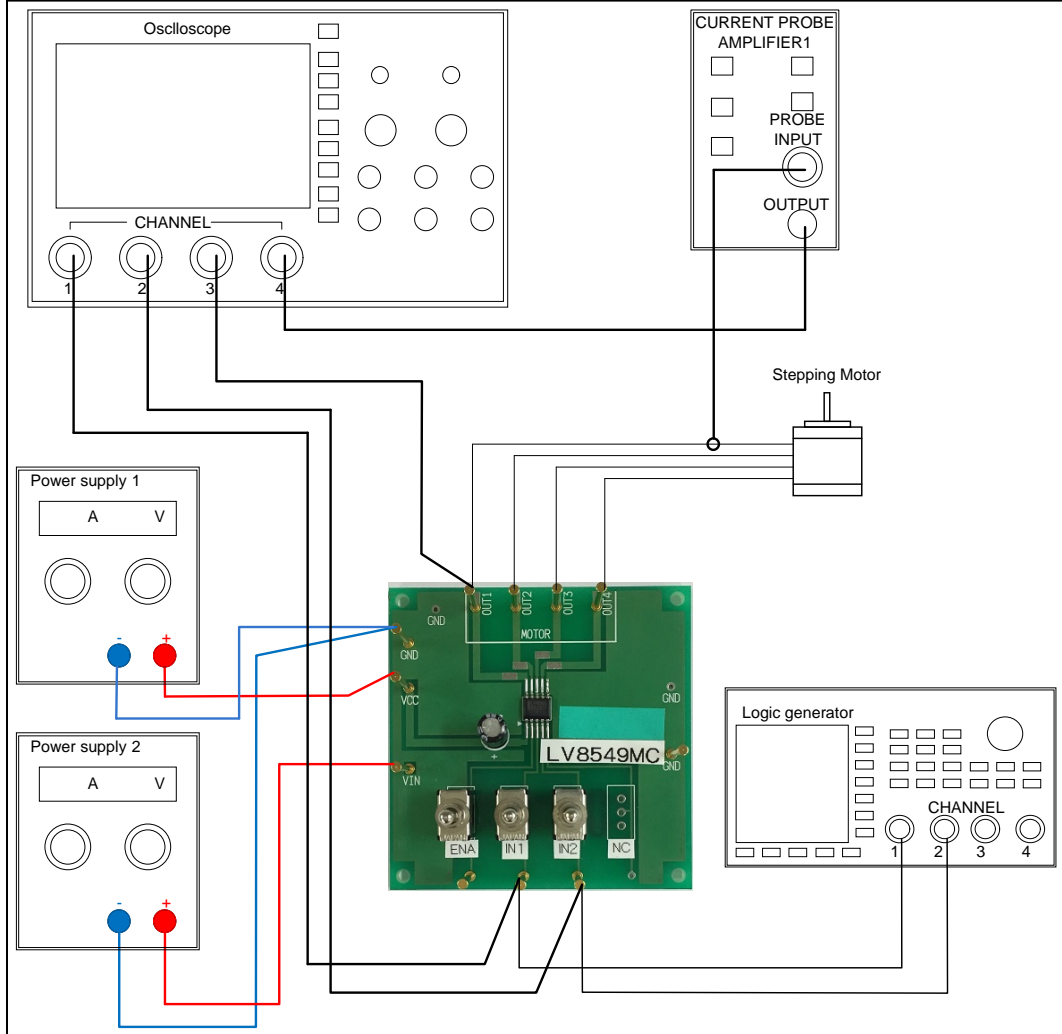 Osclloscope
CHANNEL
1 2 3 4
CURRENT PROBE
AMPLIFIER1
PROBE
INPUT
OUTPUT
Stepping Motor
Power supply 1
A V
- +
Power supply 2
A V
- +
OUT1
OUT2
OUT3
OUT4
MOTOR
GND
GND
VCC
VIN
GND
GND
+
LV8549MC
ENA
IN1
IN2
NC
Logic generator
CHANNEL
1 2 3 4